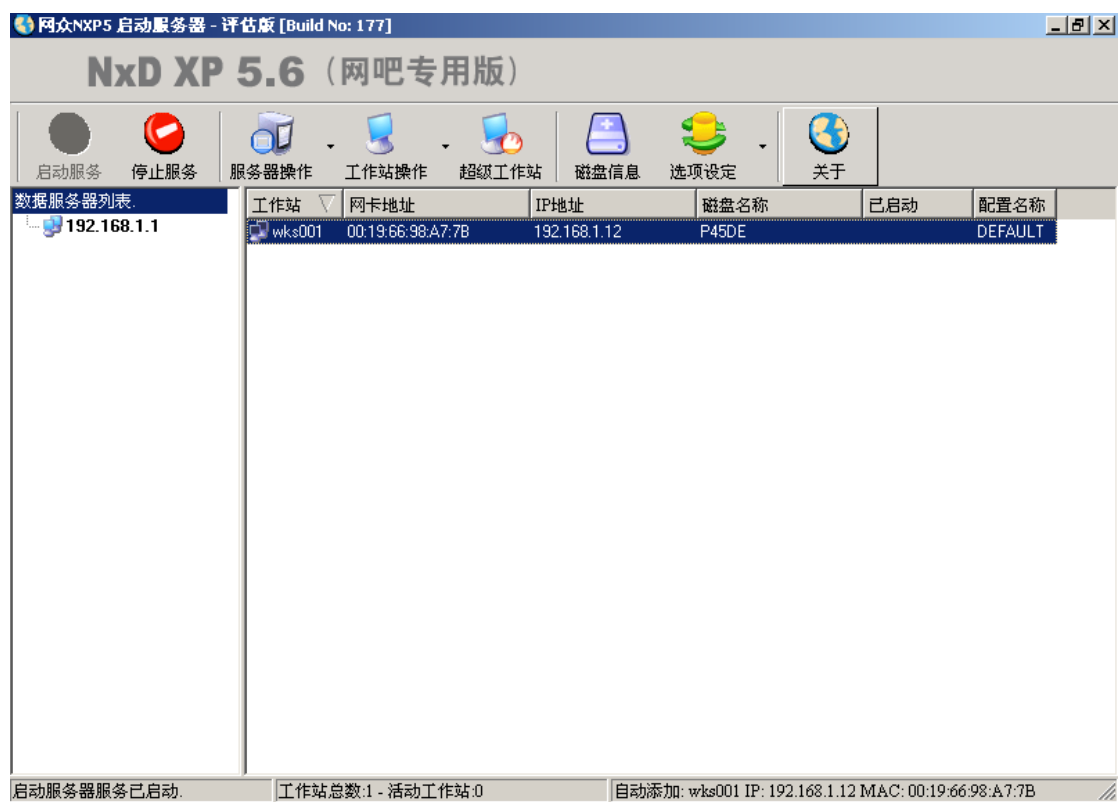 网众NXP5 启动服务器 - 评估版 [Build No: 177]
NxD XP 5.6（网吧专用版）
启动服务 停止服务 服务器操作 工作站操作 超级工作站 磁盘信息 选项设定 关于
数据服务器列表.
192.168.1.1
工作站 网卡地址 IP地址 磁盘名称 已启动 配置名称
wks001 00:19:66:98:A7:7B 192.168.1.12 P45DE DEFAULT
启动服务器服务已启动. 工作站总数:1 - 活动工作站:0 自动添加: wks001 IP: 192.168.1.12 MAC: 00:19:66:98:A7:7B